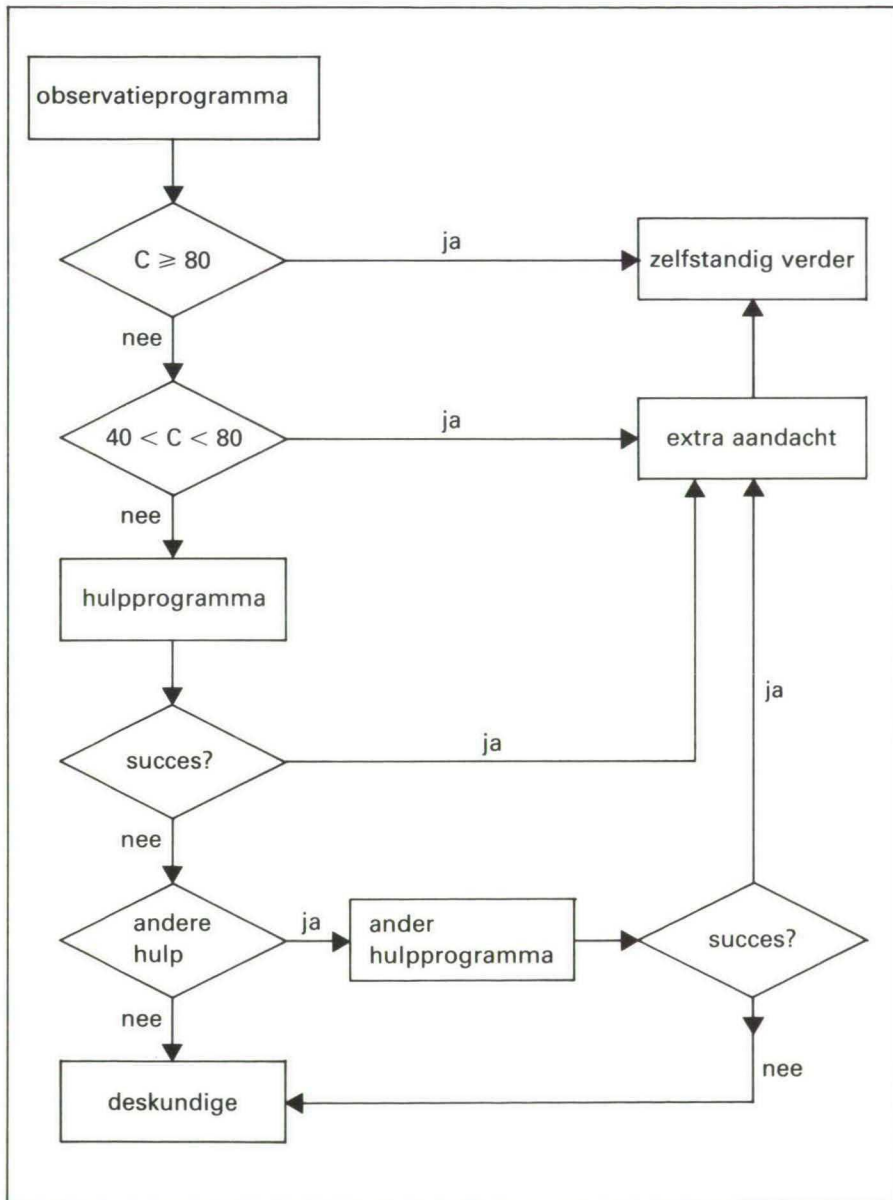 observatieprogramma
C ⩾ 80
ja
zelfstandig verder
nee
40 < C < 80
ja
extra aandacht
nee
hulpprogramma
succes?
ja
ja
nee
andere
hulp
ja
ander
hulpprogramma
succes?
nee
nee
deskundige